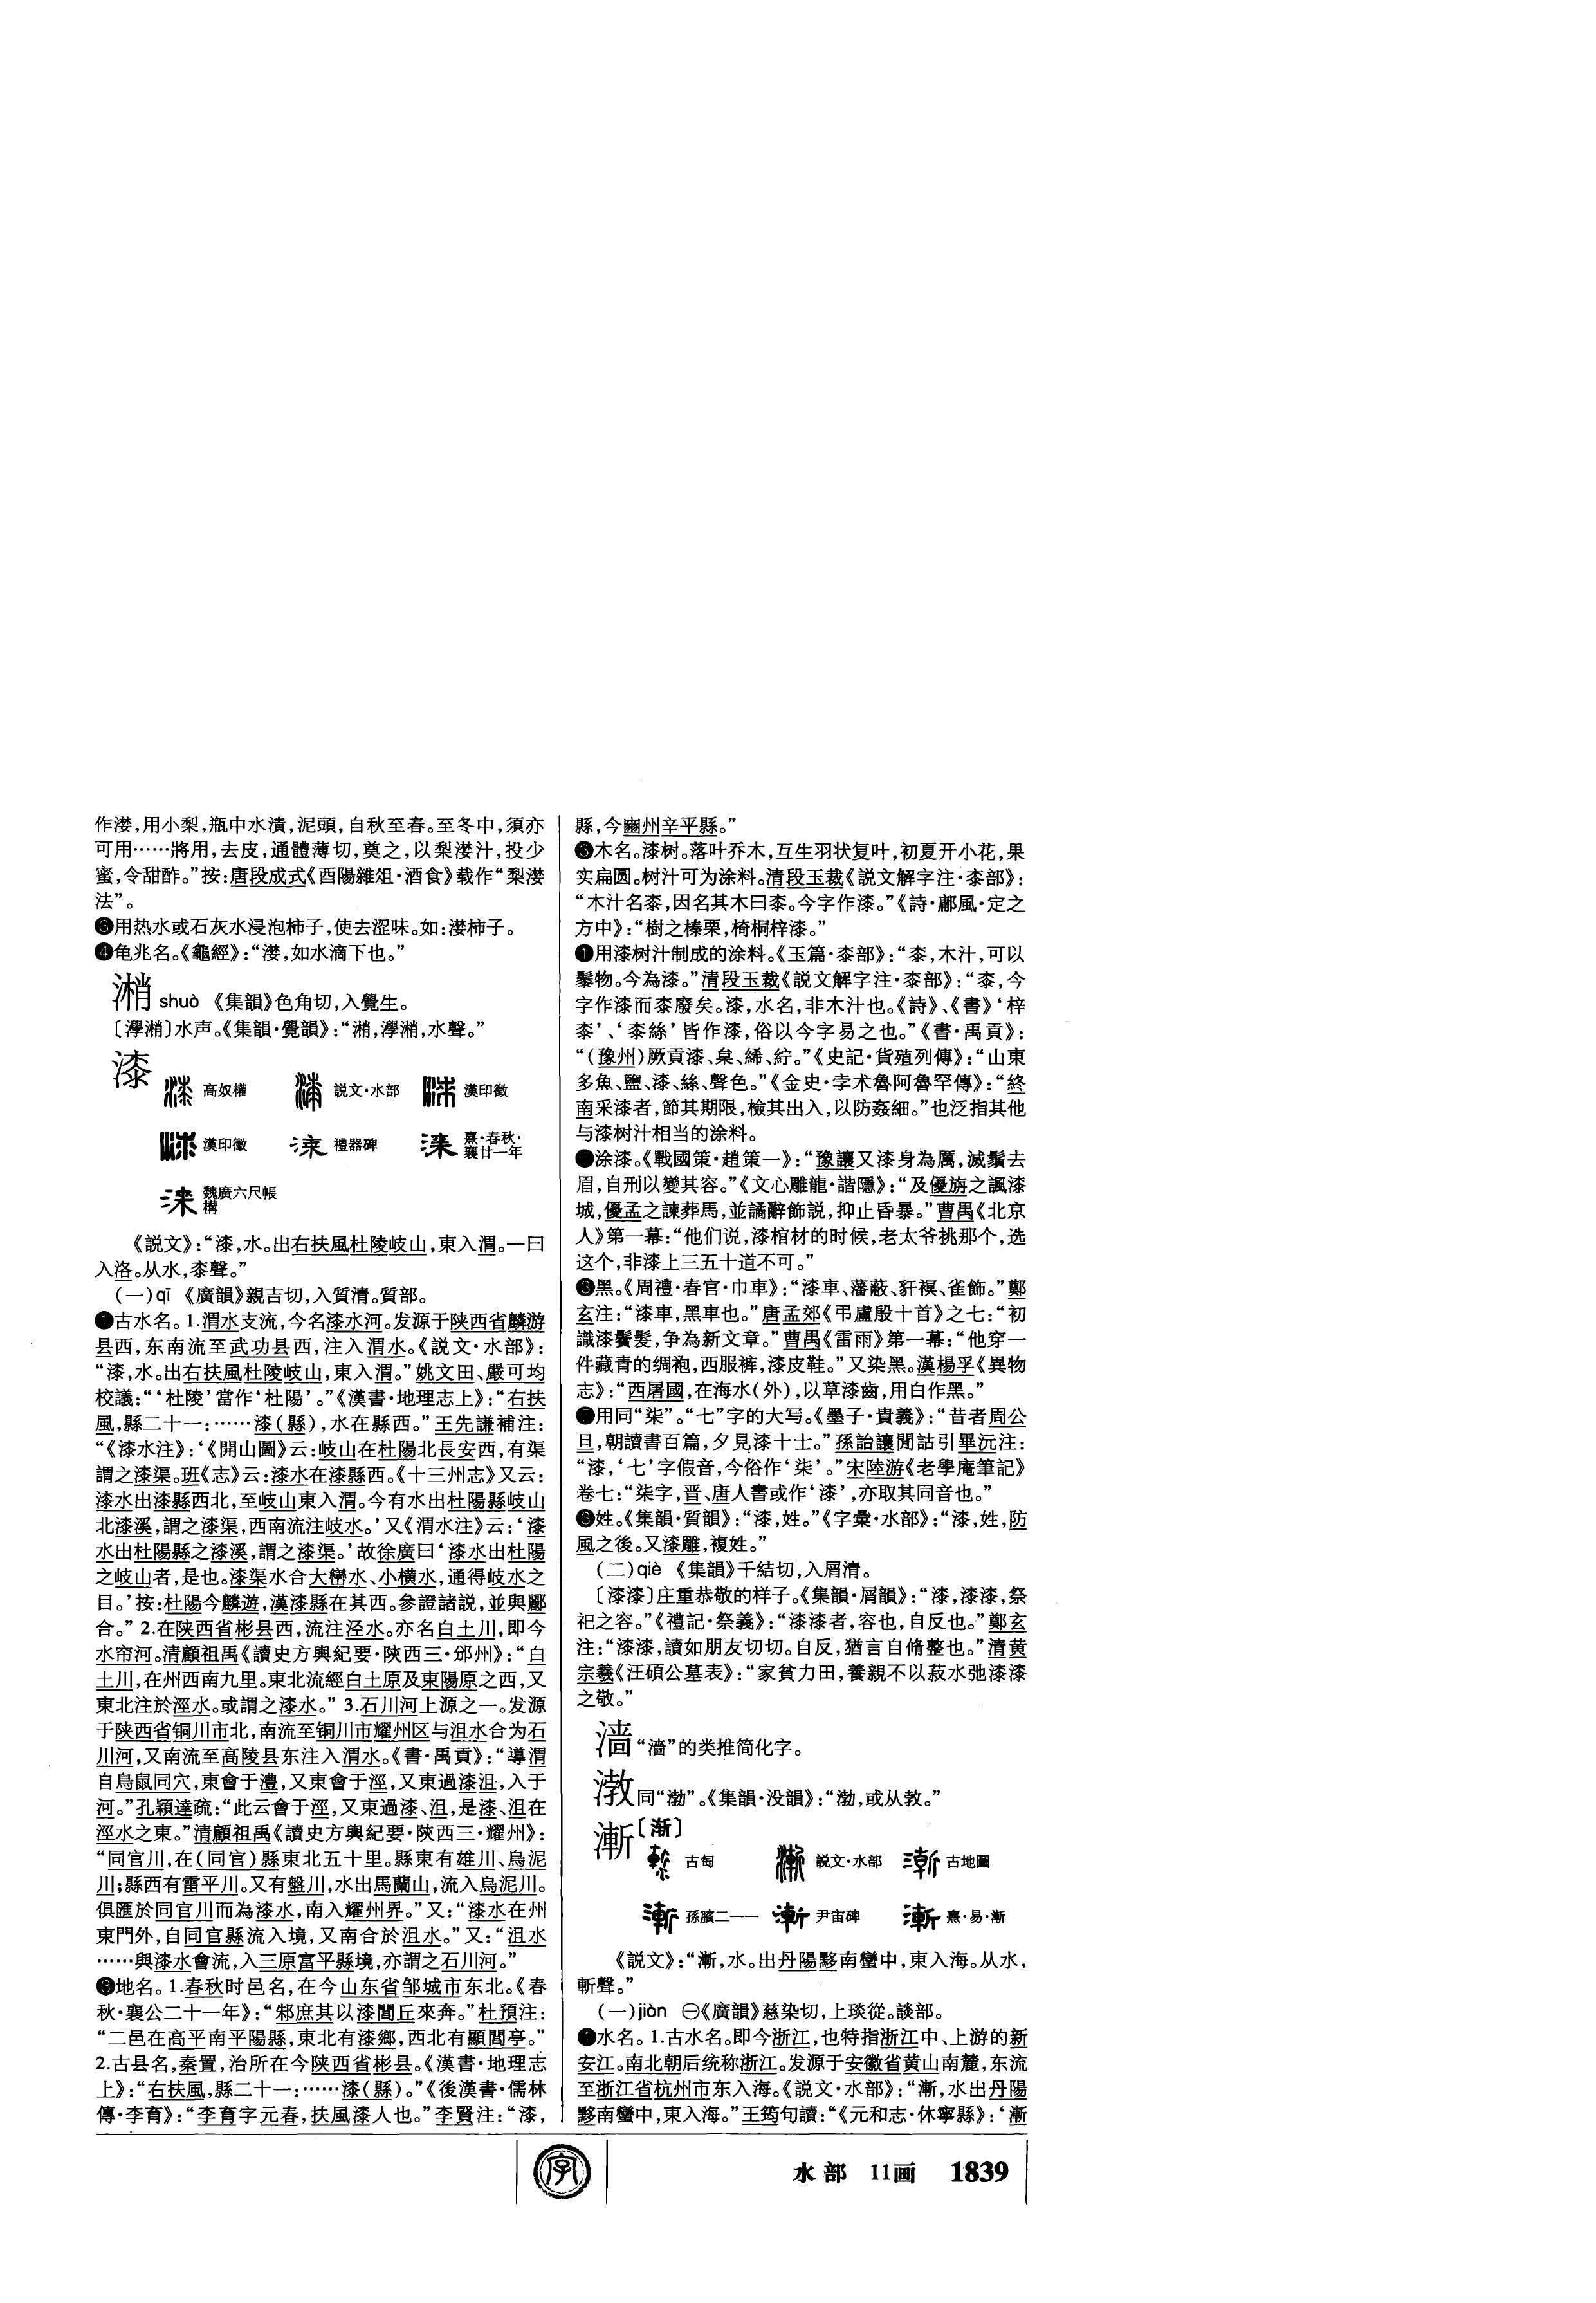 作漤，用小梨，瓶中水漬，泥頭，自秋至春。至冬中，須亦
可用……將用，去皮，通體薄切，奠之，以梨漤汁，投少
蜜，令甜酢。”按：唐段成式《酉陽雜俎·酒食》载作“梨漤
法”。
❸用热水或石灰水浸泡柿子，使去涩味。如：漤柿子。
❹龟兆名。《龜經》：“漤，如水滴下也。”
潲 shuò 《集韻》色角切，入覺生。
〔㶅潲〕水声。《集韻·覺韻》：“潲，㶅潲，水聲。”
漆
高奴權 説文·水部 漢印徵
漢印徵 禮器碑 熹·春秋·襄廿一年
魏廣六尺帳構
《説文》：“漆，水。出右扶風杜陵岐山，東入渭。一曰
入洛。从水，桼聲。”
（一）qī 《廣韻》親吉切，入質清。質部。
❶古水名。1.渭水支流，今名漆水河。发源于陕西省麟游
县西，东南流至武功县西，注入渭水。《説文·水部》：
“漆，水。出右扶風杜陵岐山，東入渭。”姚文田、嚴可均
校議：“‘杜陵’當作‘杜陽’。”《漢書·地理志上》：“右扶
風，縣二十一：……漆（縣），水在縣西。”王先謙補注：
“《漆水注》：‘《開山圖》云：岐山在杜陽北長安西，有渠
謂之漆渠。班《志》云：漆水在漆縣西。《十三州志》又云：
漆水出漆縣西北，至岐山東入渭。今有水出杜陽縣岐山
北漆溪，謂之漆渠，西南流注岐水。’又《渭水注》云：‘漆
水出杜陽縣之漆溪，謂之漆渠。’故徐廣曰‘漆水出杜陽
之岐山者，是也。漆渠水合大巒水、小横水，通得岐水之
目。’按：杜陽今麟遊，漢漆縣在其西。參證諸説，並與酈
合。” 2.在陕西省彬县西，流注泾水。亦名白土川，即今
水帘河。清顧祖禹《讀史方輿紀要·陝西三·邠州》：“白
土川，在州西南九里。東北流經白土原及東陽原之西，又
東北注於涇水。或謂之漆水。” 3.石川河上源之一。发源
于陕西省铜川市北，南流至铜川市耀州区与沮水合为石
川河，又南流至高陵县东注入渭水。《書·禹貢》：“導渭
自鳥鼠同穴，東會于灃，又東會于涇，又東過漆沮，入于
河。”孔穎達疏：“此云會于涇，又東過漆、沮，是漆、沮在
涇水之東。”清顧祖禹《讀史方輿紀要·陝西三·耀州》：
“同官川，在（同官）縣東北五十里。縣東有雄川、烏泥
川；縣西有雷平川。又有盤川，水出馬蘭山，流入烏泥川。
俱匯於同官川而為漆水，南入耀州界。”又：“漆水在州
東門外，自同官縣流入境，又南合於沮水。”又：“沮水
……與漆水會流，入三原富平縣境，亦謂之石川河。”
❸地名。1.春秋时邑名，在今山东省邹城市东北。《春
秋·襄公二十一年》：“邾庶其以漆閭丘來奔。”杜預注：
“二邑在高平南平陽縣，東北有漆鄉，西北有顯閭亭。”
2.古县名，秦置，治所在今陕西省彬县。《漢書·地理志
上》：“右扶風，縣二十一：……漆（縣）。”《後漢書·儒林
傳·李育》：“李育字元春，扶風漆人也。”李賢注：“漆，
縣，今豳州辛平縣。”
❸木名。漆树。落叶乔木，互生羽状复叶，初夏开小花，果
实扁圆。树汁可为涂料。清段玉裁《説文解字注·桼部》：
“木汁名桼，因名其木曰桼。今字作漆。”《詩·鄘風·定之
方中》：“樹之榛栗，椅桐梓漆。”
❶用漆树汁制成的涂料。《玉篇·桼部》：“桼，木汁，可以
髤物。今為漆。”清段玉裁《説文解字注·桼部》：“桼，今
字作漆而桼廢矣。漆，水名，非木汁也。《詩》、《書》‘梓
桼’、‘桼絲’皆作漆，俗以今字易之也。”《書·禹貢》：
“（豫州）厥貢漆、枲、絺、紵。”《史記·貨殖列傳》：“山東
多魚、鹽、漆、絲、聲色。”《金史·孛术魯阿魯罕傳》：“終
南采漆者，節其期限，檢其出入，以防姦細。”也泛指其他
与漆树汁相当的涂料。
●涂漆。《戰國策·趙策一》：“豫讓又漆身為厲，滅鬚去
眉，自刑以變其容。”《文心雕龍·諧隱》：“及優旃之諷漆
城，優孟之諫葬馬，並譎辭飾説，抑止昏暴。”曹禺《北京
人》第一幕：“他们说，漆棺材的时候，老太爷挑那个，选
这个，非漆上三五十道不可。”
❸黑。《周禮·春官·巾車》：“漆車、藩蔽、豻䙏、雀飾。”鄭
玄注：“漆車，黑車也。”唐孟郊《弔盧殷十首》之七：“初
識漆鬢髮，争為新文章。”曹禺《雷雨》第一幕：“他穿一
件藏青的绸袍，西服裤，漆皮鞋。”又染黑。漢楊孚《異物
志》：“西屠國，在海水（外），以草漆齒，用白作黑。”
●用同“柒”。“七”字的大写。《墨子·貴義》：“昔者周公
旦，朝讀書百篇，夕見漆十士。”孫詒讓閒詁引畢沅注：
“漆，‘七’字假音，今俗作‘柒’。”宋陸游《老學庵筆記》
卷七：“柒字，晋、唐人書或作‘漆’，亦取其同音也。”
❸姓。《集韻·質韻》：“漆，姓。”《字彙·水部》：“漆，姓，防
風之後。又漆雕，複姓。”
（二）qiè 《集韻》千結切，入屑清。
〔漆漆〕庄重恭敬的样子。《集韻·屑韻》：“漆，漆漆，祭
祀之容。”《禮記·祭義》：“漆漆者，容也，自反也。”鄭玄
注：“漆漆，讀如朋友切切。自反，猶言自脩整也。”清黄
宗羲《汪碩公墓表》：“家貧力田，養親不以菽水弛漆漆
之敬。”
“濇”的类推简化字。
同“渤”。《集韻·没韻》：“渤，或从教。”
漸〔渐〕
古匋 説文·水部 古地圖
孫臏二一一 尹宙碑 熹·易·漸
《説文》：“漸，水。出丹陽黟南蠻中，東入海。从水，
斬聲。”
（一）jiàn ㊀《廣韻》慈染切，上琰從。談部。
❶水名。1.古水名。即今浙江，也特指浙江中、上游的新
安江。南北朝后统称浙江。发源于安徽省黄山南麓，东流
至浙江省杭州市东入海。《説文·水部》：“漸，水出丹陽
黟南蠻中，東入海。”王筠句讀：“《元和志·休寧縣》：‘漸
字
水部 11画 1839